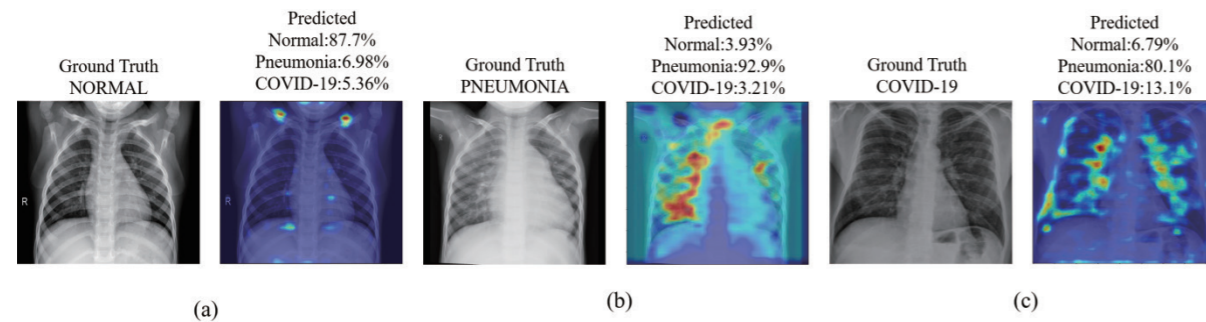 Ground Truth
NORMAL
Predicted
Normal:87.7%
Pneumonia:6.98%
COVID-19:5.36%
R
R
(a)
Ground Truth
PNEUMONIA
Predicted
Normal:3.93%
Pneumonia:92.9%
COVID-19:3.21%
R
(b)
Ground Truth
COVID-19
Predicted
Normal:6.79%
Pneumonia:80.1%
COVID-19:13.1%
(c)